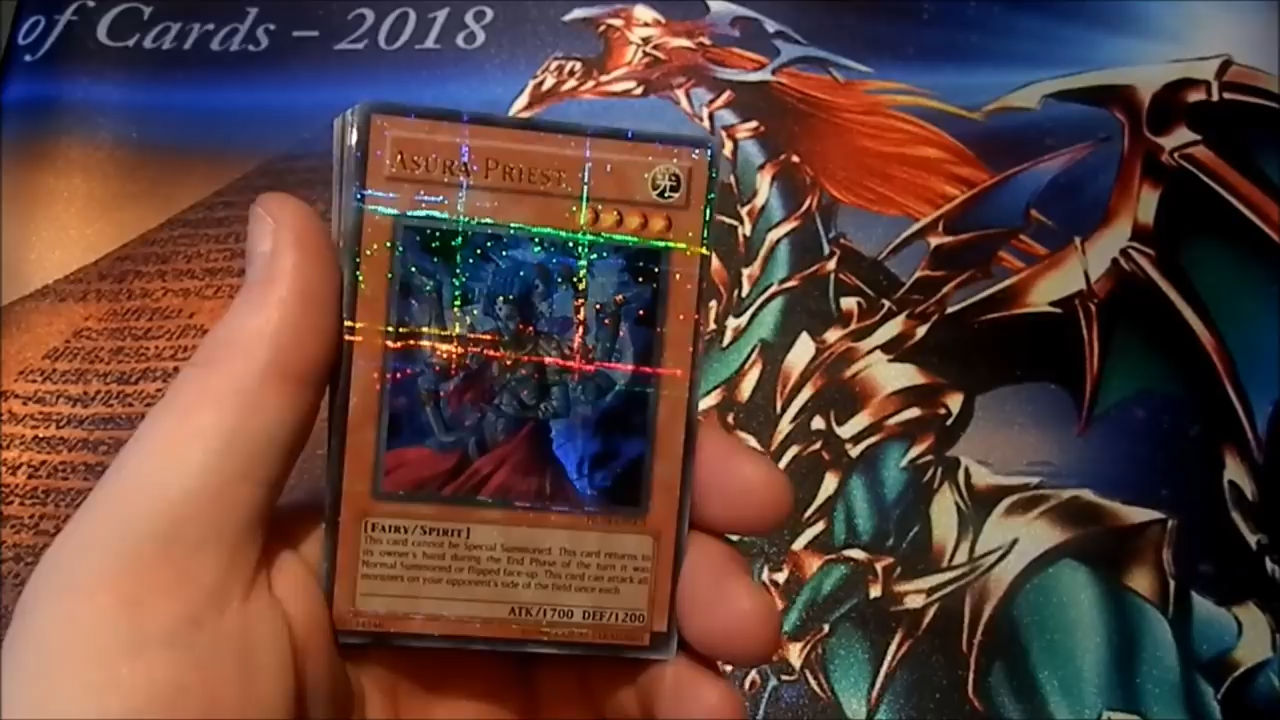 of Cards – 2018
ASURA PRIEST
光
[FAIRY/SPIRIT]
This card cannot be Special Summoned. This card returns to
its owner's hand during the End Phase of the turn it was
Normal Summoned or flipped face-up. This card can attack all
monsters on your opponent's side of the field once each.
ATK/1700 DEF/1200